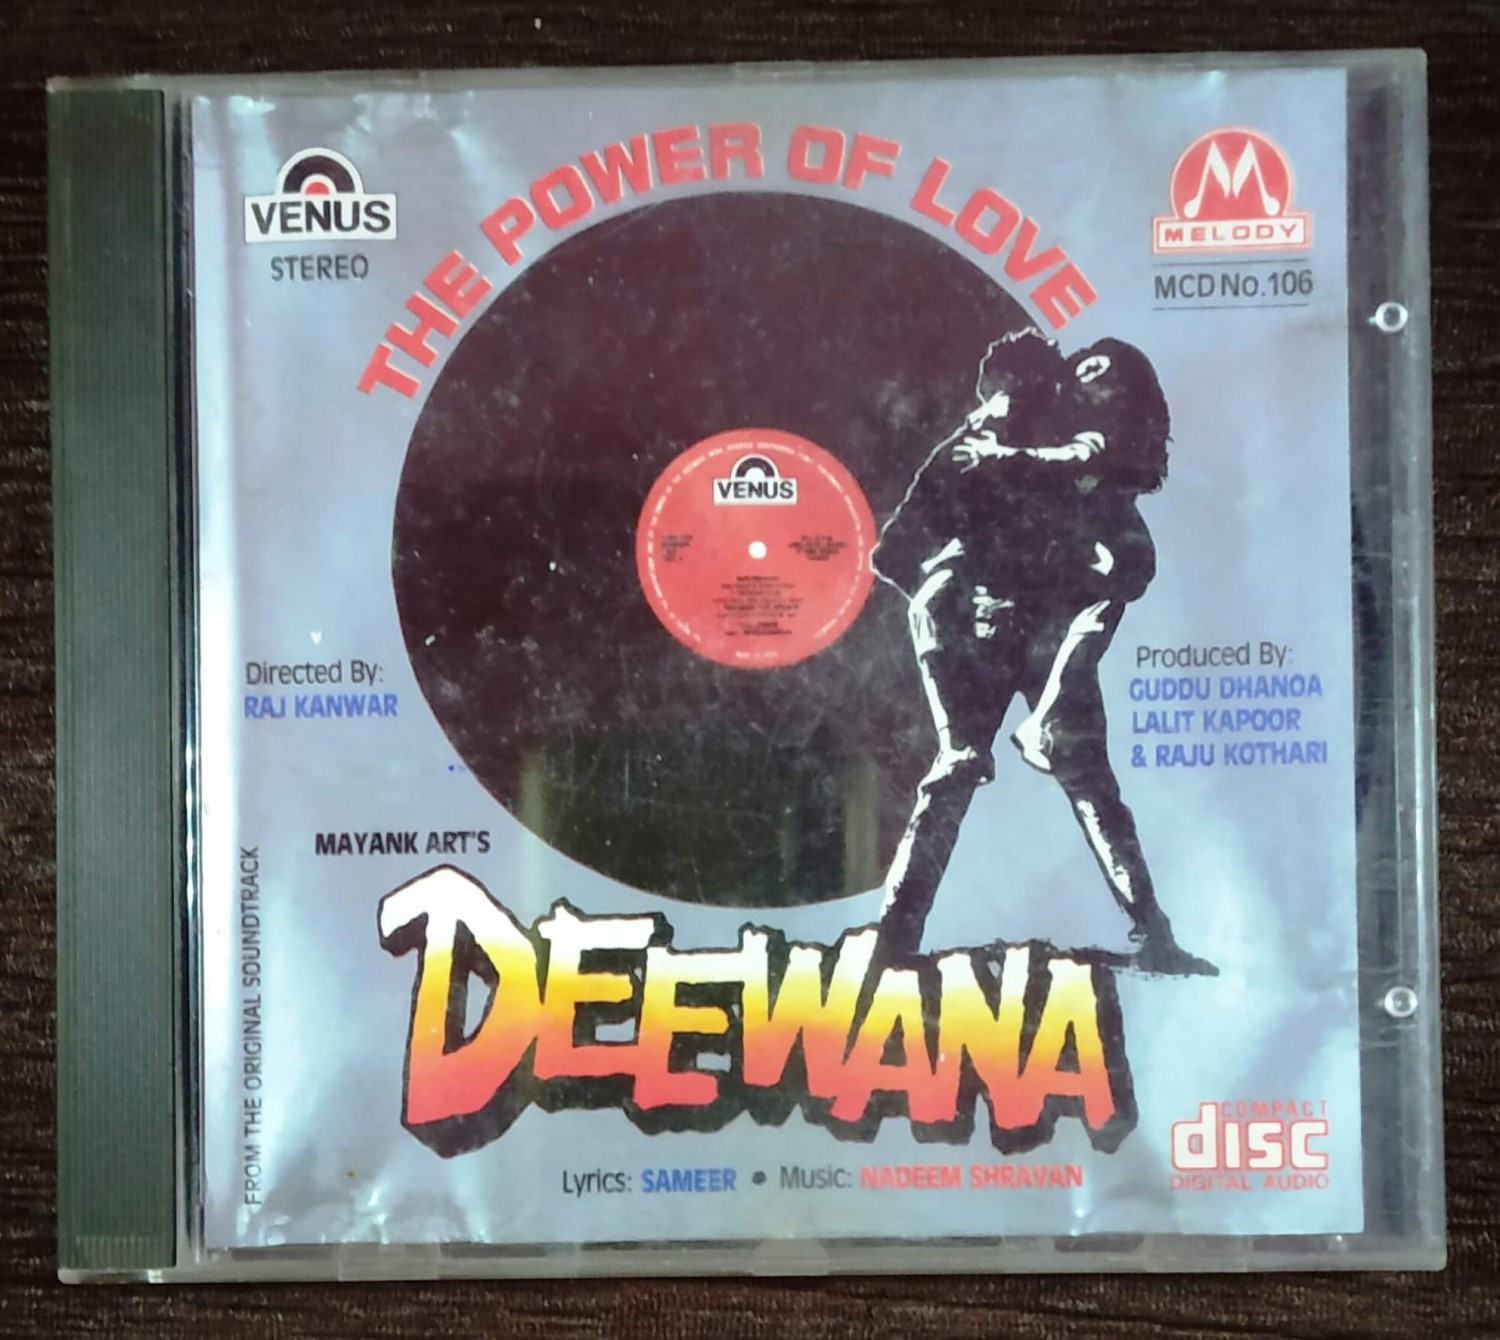 THE POWER OF LOVE
VENUS
STEREO
MELODY
MCD No.106
VENUS
Directed By:
RAJ KANWAR
Produced By:
GUDDU DHANOA
LALIT KAPOOR
& RAJU KOTHARI
MAYANK ART'S
DEEWANA
FROM THE ORIGINAL SOUNDTRACK
Lyrics: SAMEER • Music: NADEEM SHRAVAN
COMPACT
disc
DIGITAL AUDIO